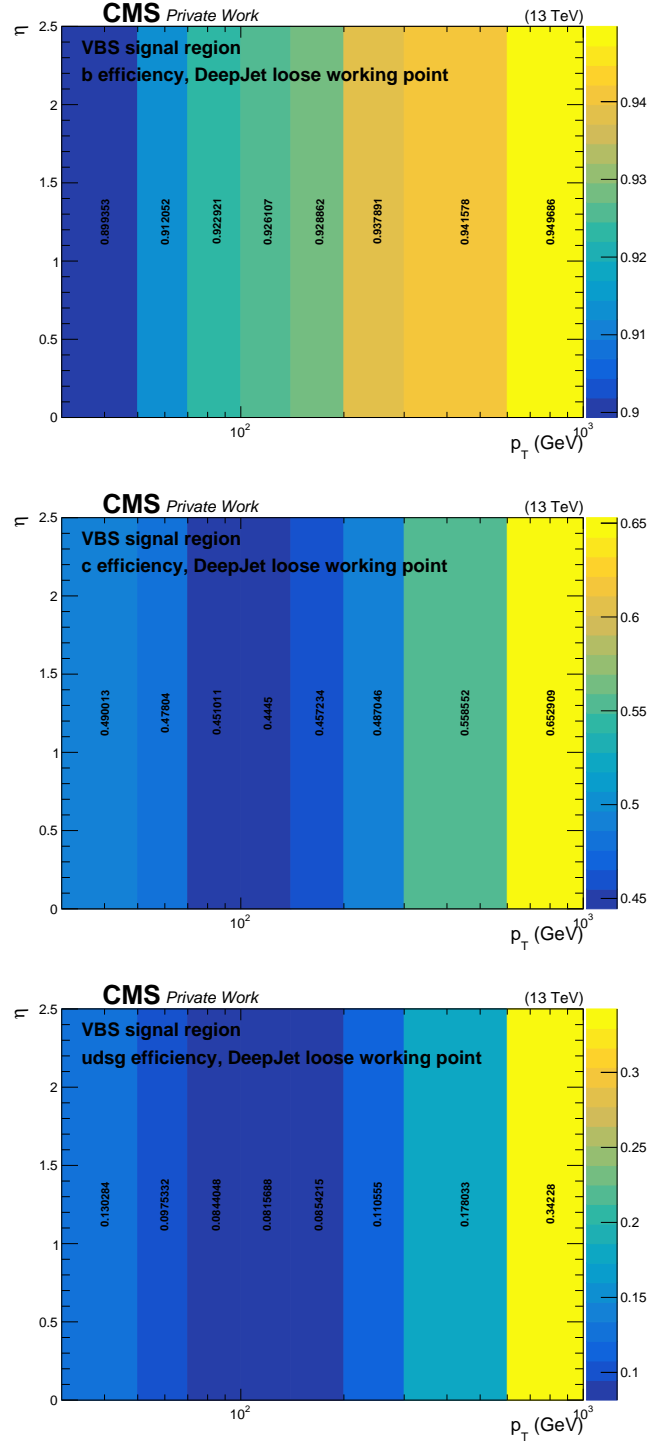 CMS Private Work (13 TeV)
η
VBS signal region
b efficiency, DeepJet loose working point
0.899353 0.912052 0.922921 0.926107 0.928862 0.937891 0.941578 0.949686
2.5
2
1.5
1
0.5
0
10² 10³
p_T (GeV)
0.94
0.93
0.92
0.91
0.9
CMS Private Work (13 TeV)
η
VBS signal region
c efficiency, DeepJet loose working point
0.490013 0.47804 0.451011 0.4445 0.457234 0.487046 0.558552 0.652909
2.5
2
1.5
1
0.5
0
10² 10³
p_T (GeV)
0.65
0.6
0.55
0.5
0.45
CMS Private Work (13 TeV)
η
VBS signal region
udsg efficiency, DeepJet loose working point
0.130284 0.0975332 0.0844048 0.0815688 0.0854215 0.110555 0.178033 0.34228
2.5
2
1.5
1
0.5
0
10² 10³
p_T (GeV)
0.3
0.25
0.2
0.15
0.1